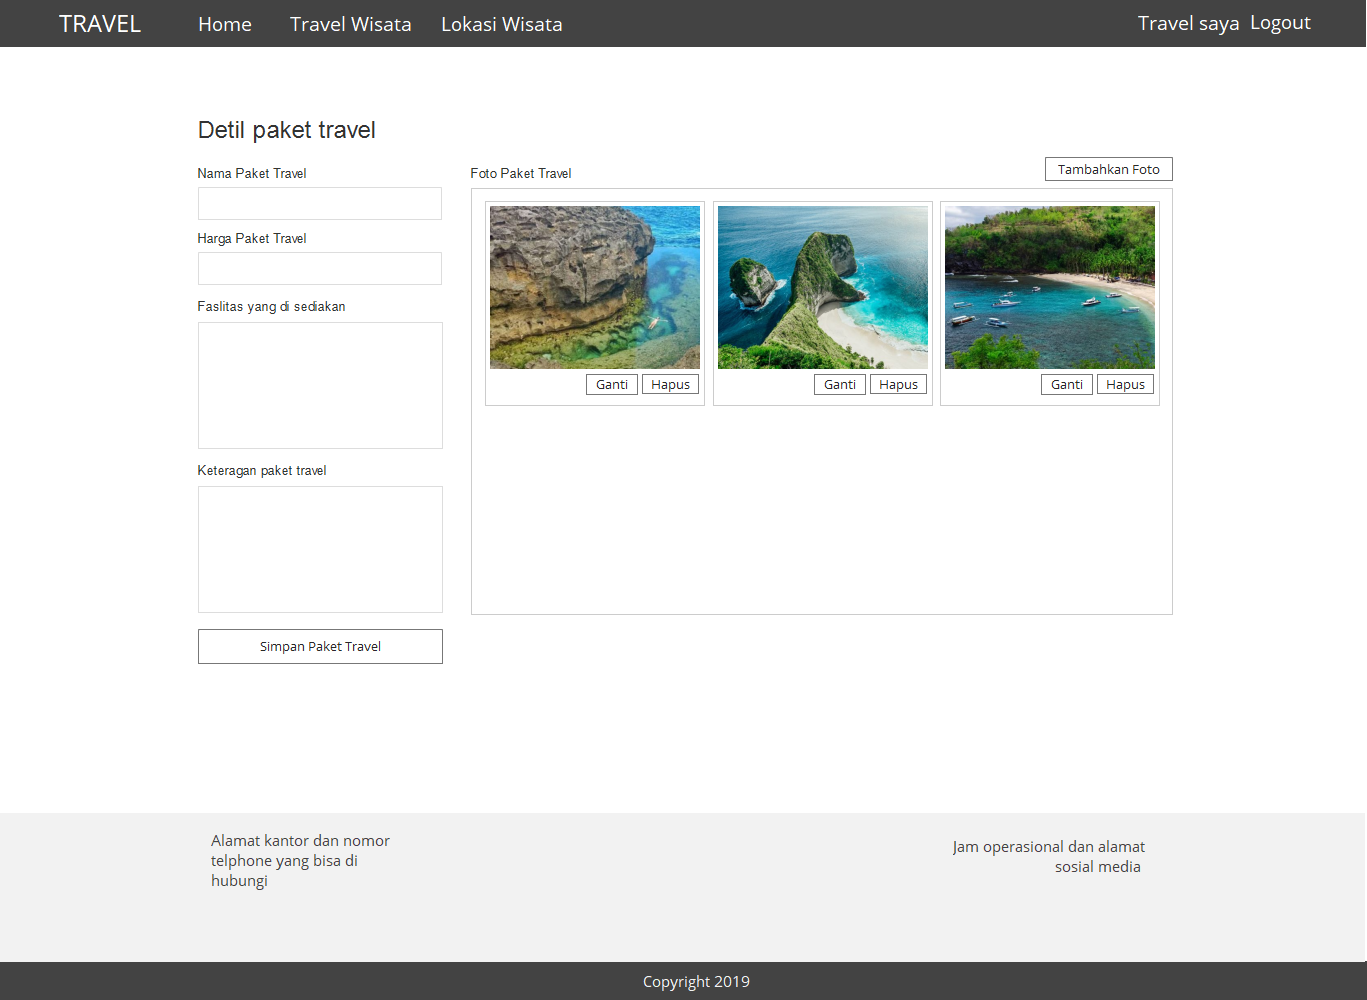 TRAVEL Home Travel Wisata Lokasi Wisata Travel saya Logout
Detil paket travel
Nama Paket Travel
Harga Paket Travel
Faslitas yang di sediakan
Keteragan paket travel
Simpan Paket Travel
Foto Paket Travel
Tambahkan Foto
Ganti Hapus
Ganti Hapus
Ganti Hapus
Alamat kantor dan nomor
telphone yang bisa di
hubungi
Jam operasional dan alamat
sosial media
Copyright 2019